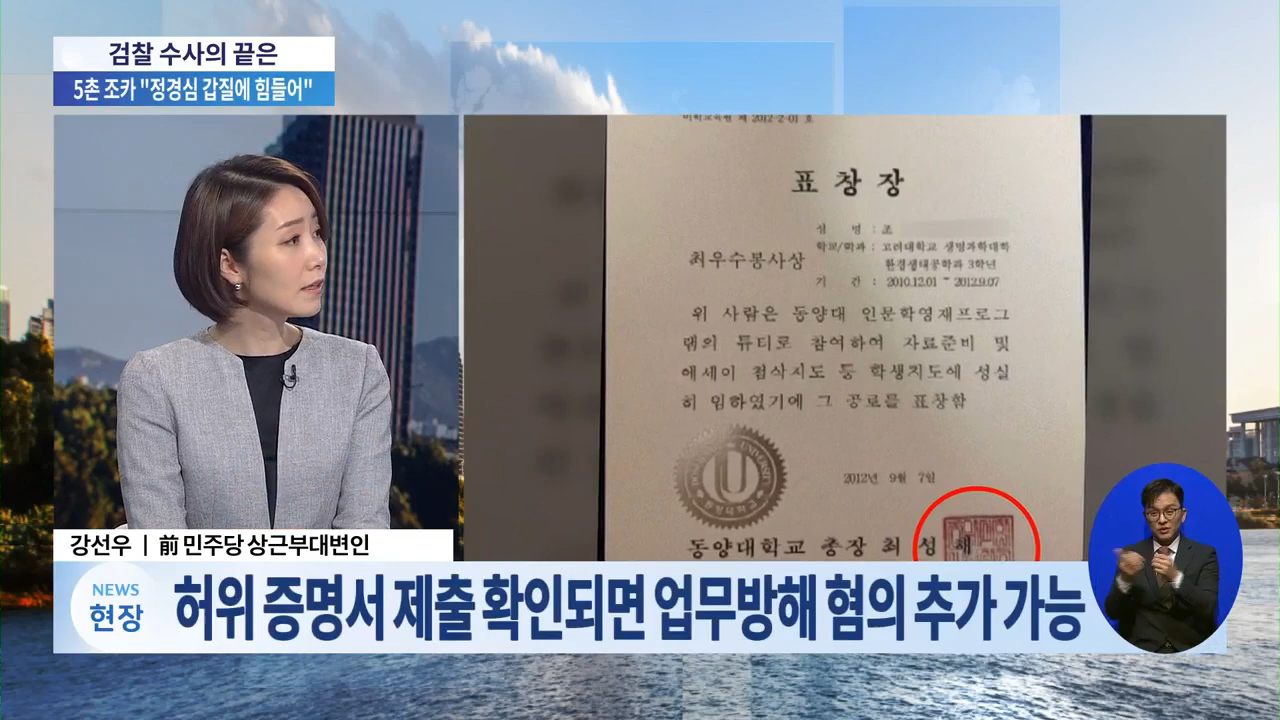 검찰 수사의 끝은
5촌 조카 "정경심 갑질에 힘들어"
제 2012-2-01 호
표창장
성 명 : 조
학교/학과 : 고려대학교 생명과학대학
최우수봉사상
환경생태공학과 3학년
기 간 : 2010.12.01 ~ 2012.9.07
위 사람은 동양대 인문학영재프로그
램의 튜터로 참여하여 자료준비 및
에세이 첨삭지도 등 학생지도에 성실
히 임하였기에 그 공로를 표창함
2012년 9월 7일
동양대학교 총장 최 성 해
강선우 | 前 민주당 상근부대변인
NEWS
현장
허위 증명서 제출 확인되면 업무방해 혐의 추가 가능